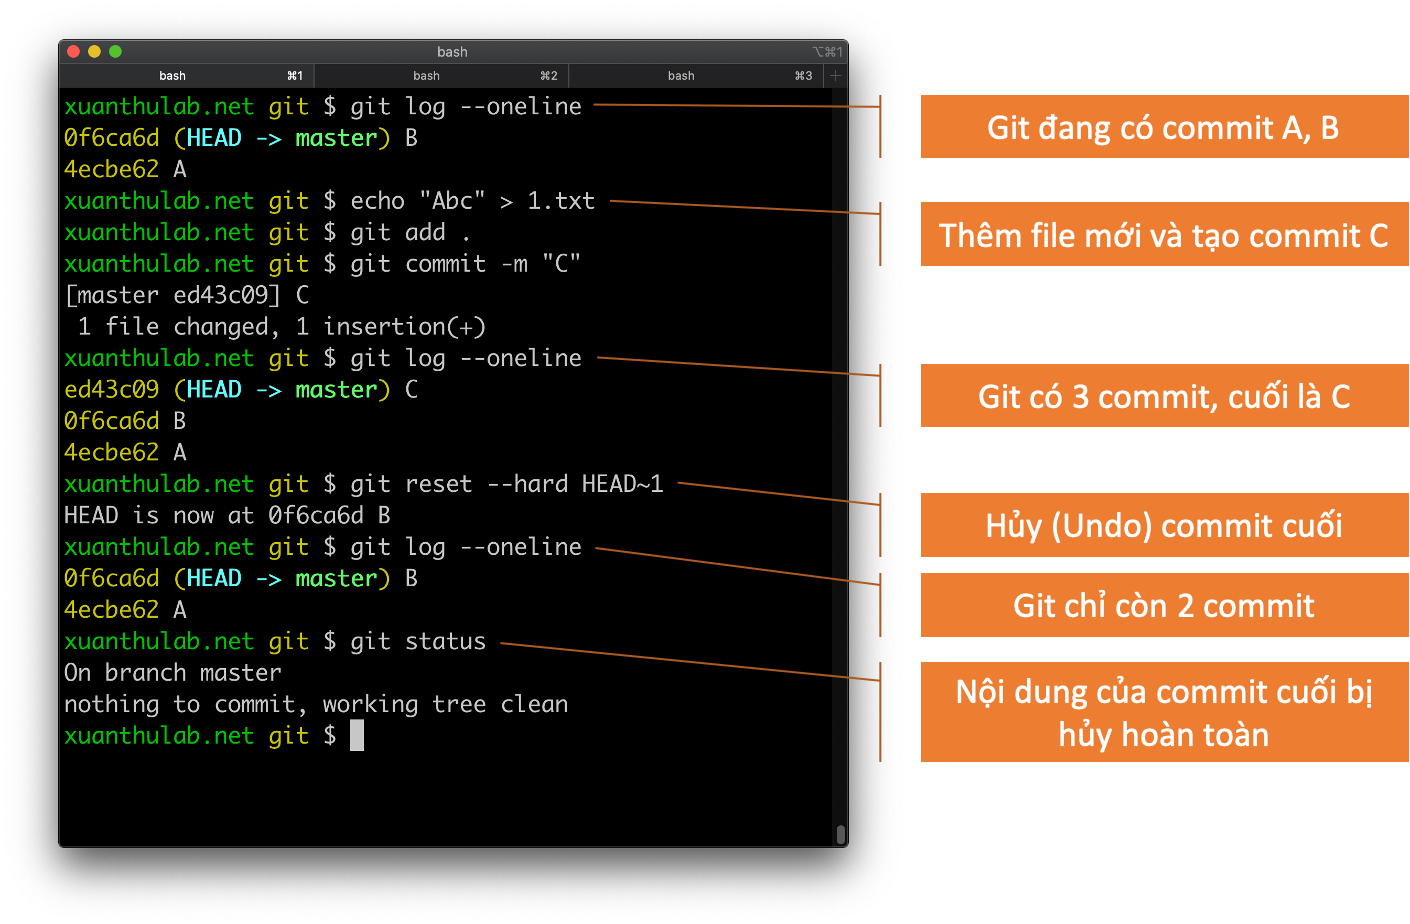 bash
⌥⌘1
bash ⌘1 bash ⌘2 bash ⌘3 +
xuanthulab.net git $ git log --oneline
0f6ca6d (HEAD -> master) B
4ecbe62 A
xuanthulab.net git $ echo "Abc" > 1.txt
xuanthulab.net git $ git add .
xuanthulab.net git $ git commit -m "C"
[master ed43c09] C
 1 file changed, 1 insertion(+)
xuanthulab.net git $ git log --oneline
ed43c09 (HEAD -> master) C
0f6ca6d B
4ecbe62 A
xuanthulab.net git $ git reset --hard HEAD~1
HEAD is now at 0f6ca6d B
xuanthulab.net git $ git log --oneline
0f6ca6d (HEAD -> master) B
4ecbe62 A
xuanthulab.net git $ git status
On branch master
nothing to commit, working tree clean
xuanthulab.net git $
Git đang có commit A, B
Thêm file mới và tạo commit C
Git có 3 commit, cuối là C
Hủy (Undo) commit cuối
Git chỉ còn 2 commit
Nội dung của commit cuối bị
hủy hoàn toàn